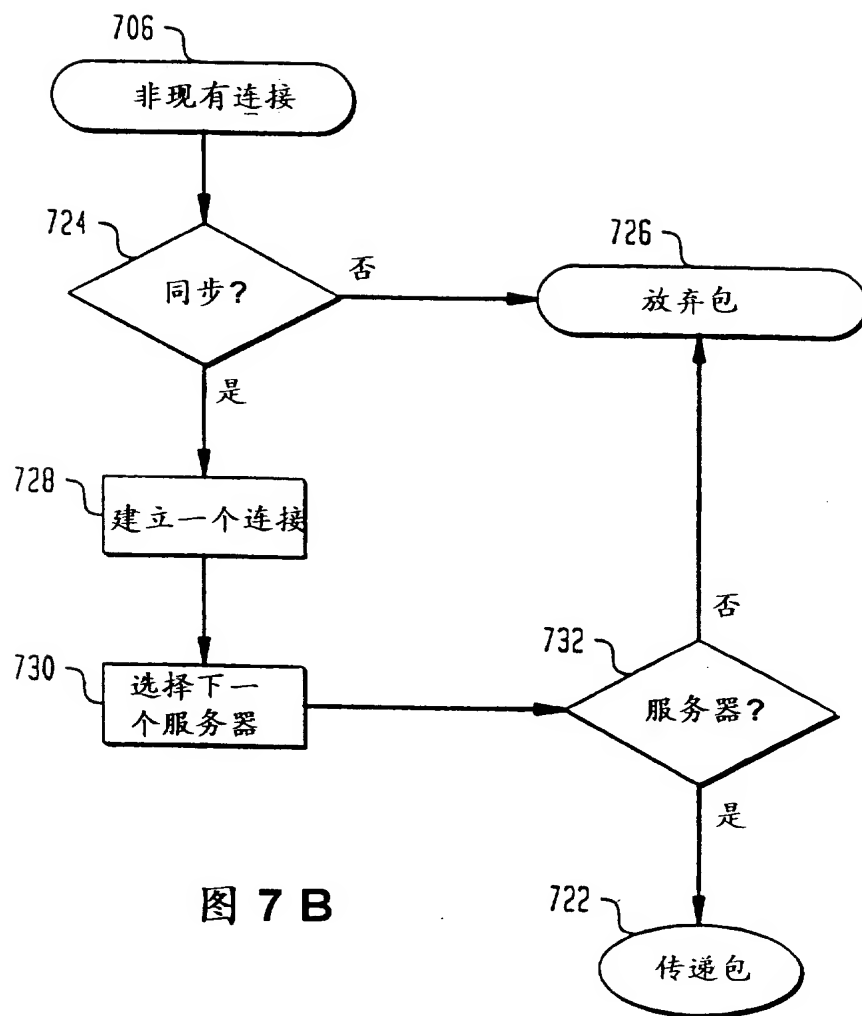 706
非现有连接
724
同步?
否
726
放弃包
是
728
建立一个连接
730
选择下一
个服务器
732
否
服务器?
是
722
传递包
图 7 B